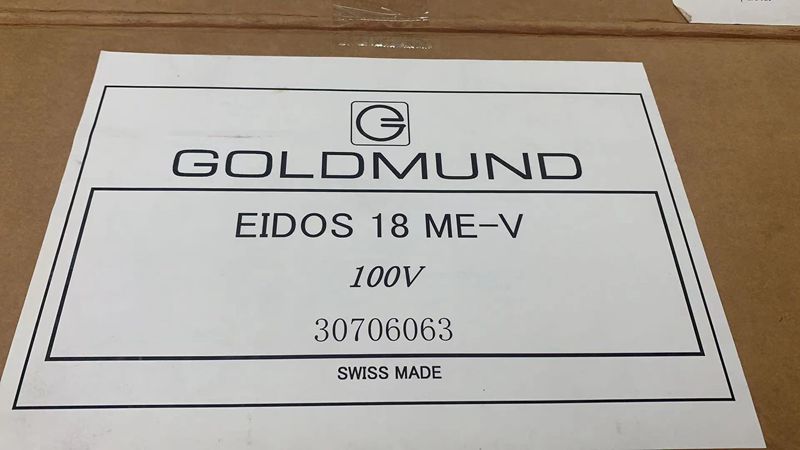 GOLDMUND
EIDOS 18 ME-V
100V
30706063
SWISS MADE